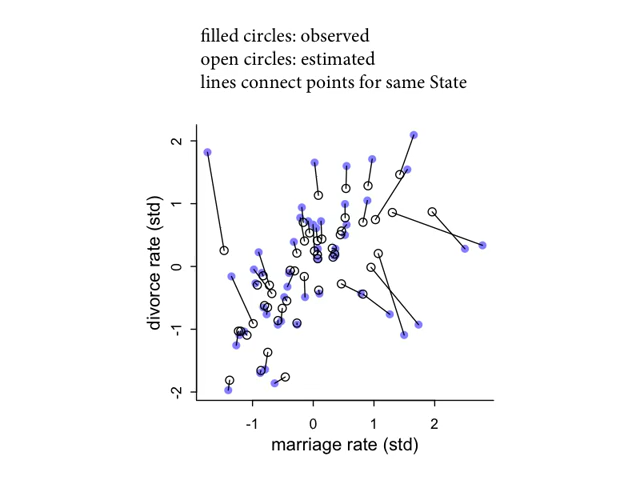 filled circles: observed
open circles: estimated
lines connect points for same State
2
1
0
-1
-2
divorce rate (std)
-1 0 1 2
marriage rate (std)